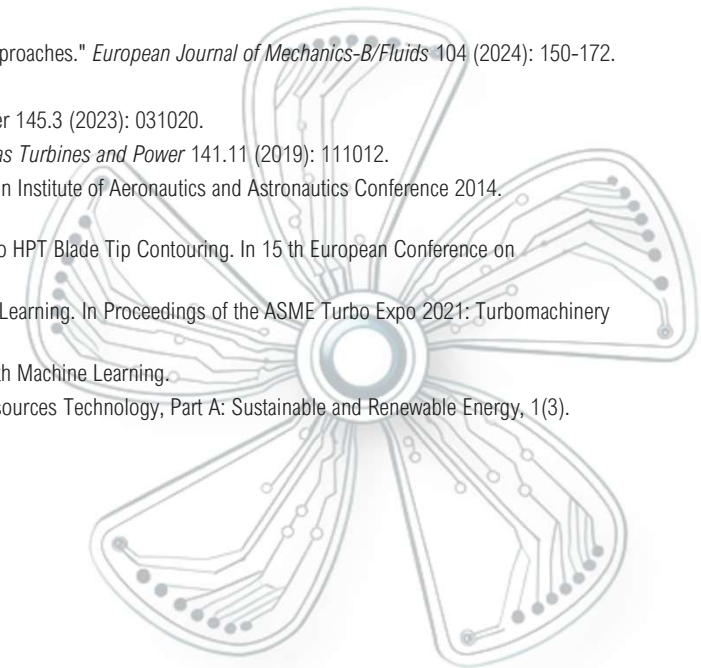 proaches." European Journal of Mechanics-B/Fluids 104 (2024): 150-172.
er 145.3 (2023): 031020.
as Turbines and Power 141.11 (2019): 111012.
n Institute of Aeronautics and Astronautics Conference 2014.
o HPT Blade Tip Contouring. In 15 th European Conference on
Learning. In Proceedings of the ASME Turbo Expo 2021: Turbomachinery
th Machine Learning.
sources Technology, Part A: Sustainable and Renewable Energy, 1(3).